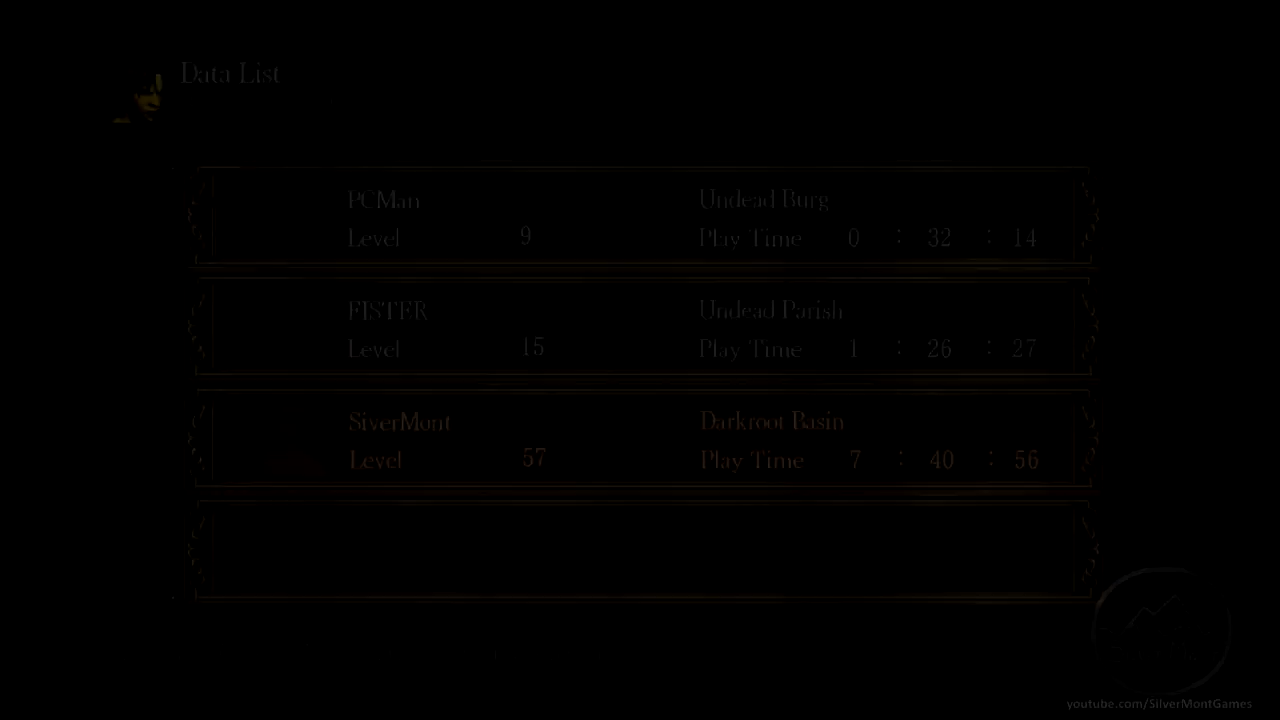 Data List
PCMan Undead Burg
Level 9 Play Time 0 : 32 : 14
FISTER Undead Parish
Level 15 Play Time 1 : 26 : 27
SiverMont Darkroot Basin
Level 57 Play Time 7 : 40 : 56
youtube.com/SilverMontGames